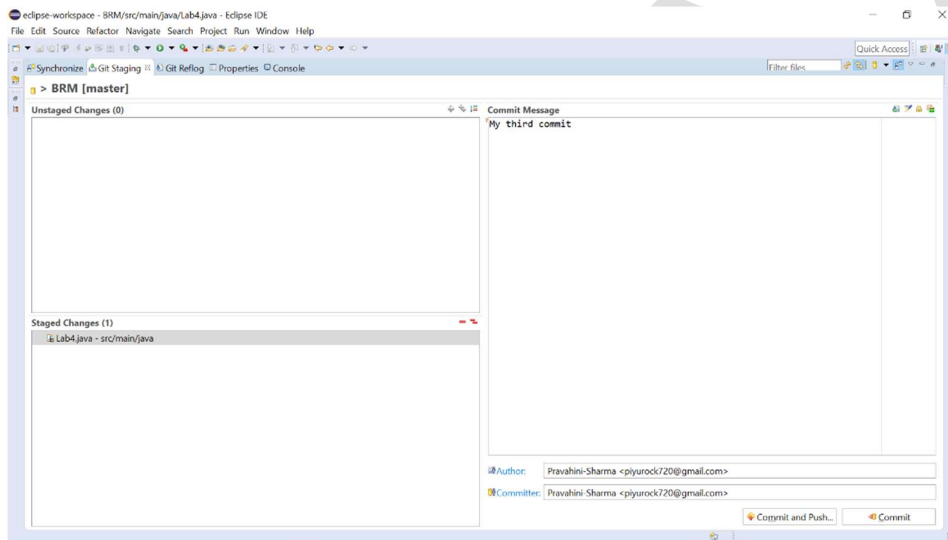 eclipse-workspace - BRM/src/main/java/Lab4.java - Eclipse IDE
File Edit Source Refactor Navigate Search Project Run Window Help
Quick Access
Synchronize Git Staging Git Reflog Properties Console
Filter files
> BRM [master]
Unstaged Changes (0)
Commit Message
My third commit
Staged Changes (1)
Lab4.java - src/main/java
Author: Pravahini-Sharma <piyurock720@gmail.com>
Committer: Pravahini-Sharma <piyurock720@gmail.com>
Commit and Push...
Commit